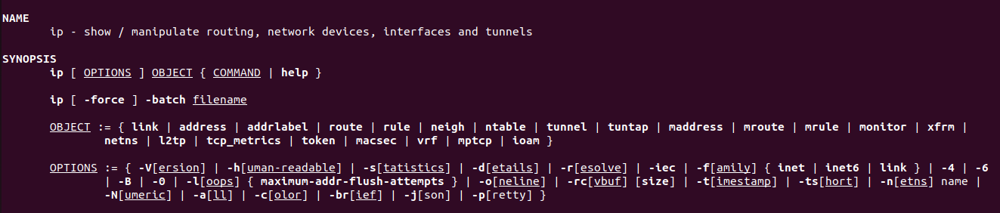 NAME
ip - show / manipulate routing, network devices, interfaces and tunnels
SYNOPSIS
ip [ OPTIONS ] OBJECT { COMMAND | help }
ip [ -force ] -batch filename
OBJECT := { link | address | addrlabel | route | rule | neigh | ntable | tunnel | tuntap | maddress | mroute | mrule | monitor | xfrm |
netns | l2tp | tcp_metrics | token | macsec | vrf | mptcp | ioam }
OPTIONS := { -V[ersion] | -h[uman-readable] | -s[tatistics] | -d[etails] | -r[esolve] | -iec | -f[amily] { inet | inet6 | link } | -4 | -6
| -B | -0 | -l[oops] { maximum-addr-flush-attempts } | -o[neline] | -rc[vbuf] [size] | -t[imestamp] | -ts[hort] | -n[etns] name |
-N[umeric] | -a[ll] | -c[olor] | -br[ief] | -j[son] | -p[retty] }